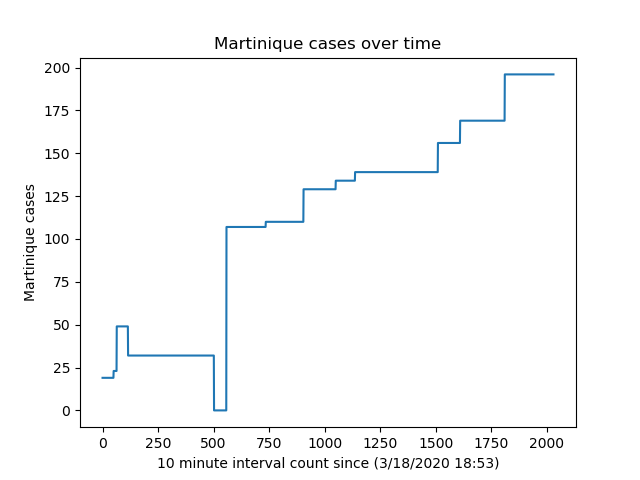 Martinique cases over time
Martinique cases
200
175
150
125
100
75
50
25
0
0 250 500 750 1000 1250 1500 1750 2000
10 minute interval count since (3/18/2020 18:53)